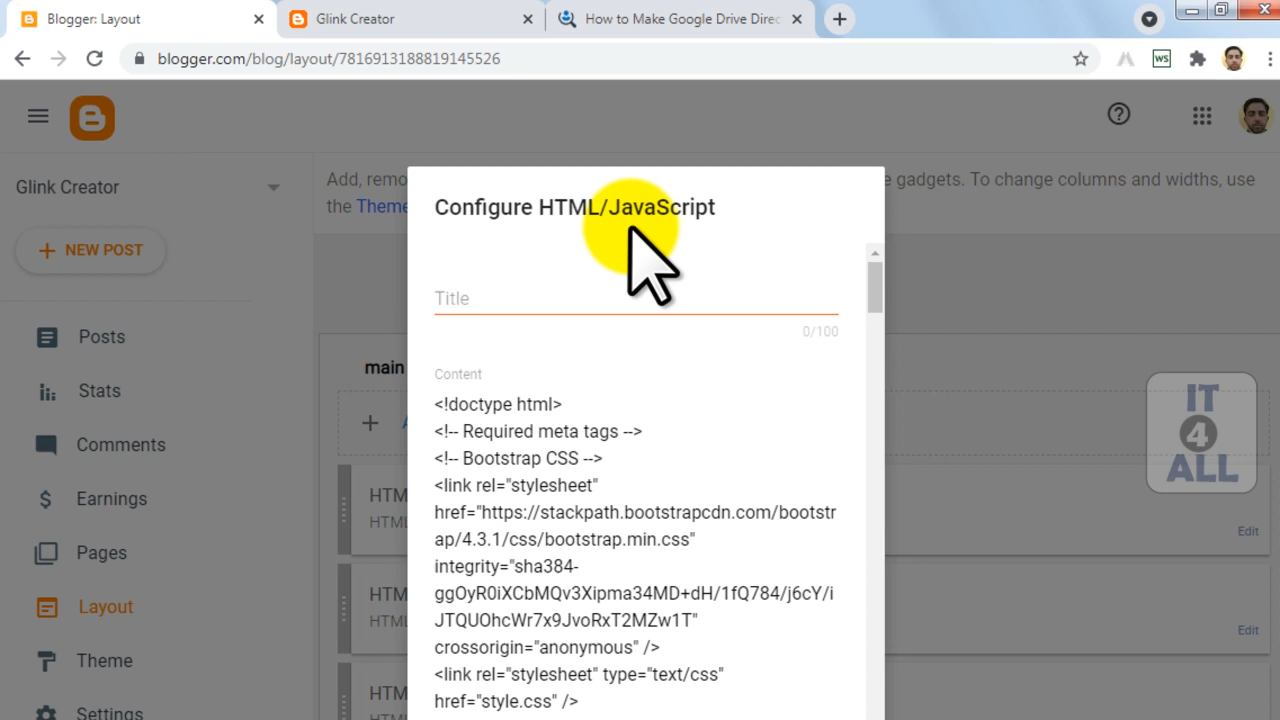 Blogger: Layout
Glink Creator
How to Make Google Drive Direc
blogger.com/blog/layout/7816913188819145526
WS
Glink Creator
NEW POST
Posts
Stats
Comments
Earnings
Pages
Layout
Theme
Settings
Add, remo
e gadgets. To change columns and widths, use
the Theme
main
HTM
HTML
Edit
HTM
HTML
Edit
HTM
Configure HTML/JavaScript
Title
0/100
Content
<!doctype html>
<!-- Required meta tags -->
<!-- Bootstrap CSS -->
<link rel="stylesheet"
href="https://stackpath.bootstrapcdn.com/bootstr
ap/4.3.1/css/bootstrap.min.css"
integrity="sha384-
ggOyR0iXCbMQv3Xipma34MD+dH/1fQ784/j6cY/i
JTQUOhcWr7x9JvoRxT2MZw1T"
crossorigin="anonymous" />
<link rel="stylesheet" type="text/css"
href="style.css" />
IT
4
ALL